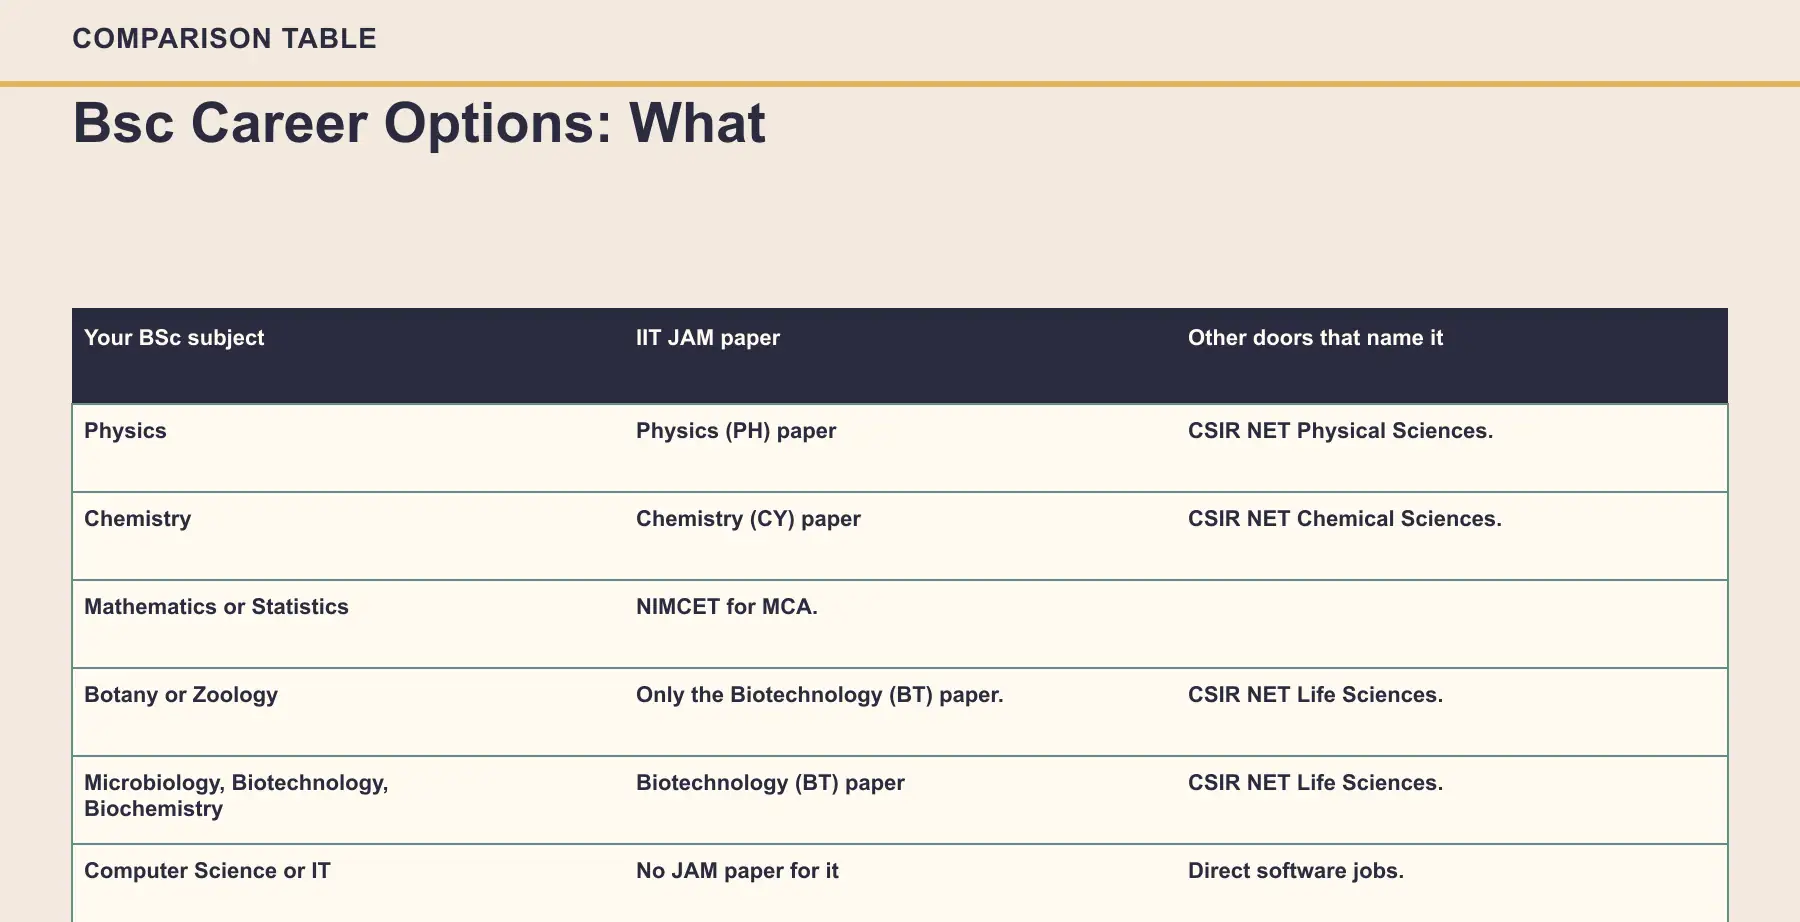 COMPARISON TABLE
Bsc Career Options: What
Your BSc subject IIT JAM paper Other doors that name it
Physics Physics (PH) paper CSIR NET Physical Sciences.
Chemistry Chemistry (CY) paper CSIR NET Chemical Sciences.
Mathematics or Statistics NIMCET for MCA.
Botany or Zoology Only the Biotechnology (BT) paper. CSIR NET Life Sciences.
Microbiology, Biotechnology, Biotechnology (BT) paper CSIR NET Life Sciences.
Biochemistry
Computer Science or IT No JAM paper for it Direct software jobs.